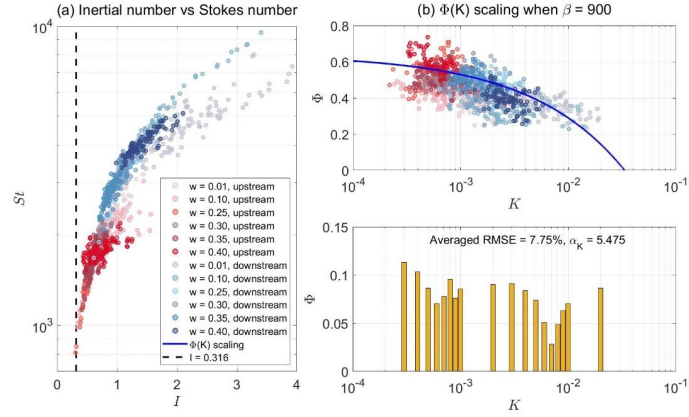 (a) Inertial number vs Stokes number
10^4
10^3
St
0
1
2
3
4
I
w = 0.01, upstream
w = 0.10, upstream
w = 0.25, upstream
w = 0.30, upstream
w = 0.35, upstream
w = 0.40, upstream
w = 0.01, downstream
w = 0.10, downstream
w = 0.25, downstream
w = 0.30, downstream
w = 0.35, downstream
w = 0.40, downstream
Φ(K) scaling
I = 0.316
(b) Φ(K) scaling when β = 900
0.8
0.6
0.4
0.2
0
Φ
10^-4
10^-3
10^-2
10^-1
K
Averaged RMSE = 7.75%, α_K = 5.475
0.15
0.1
0.05
0
Φ
10^-4
10^-3
10^-2
10^-1
K